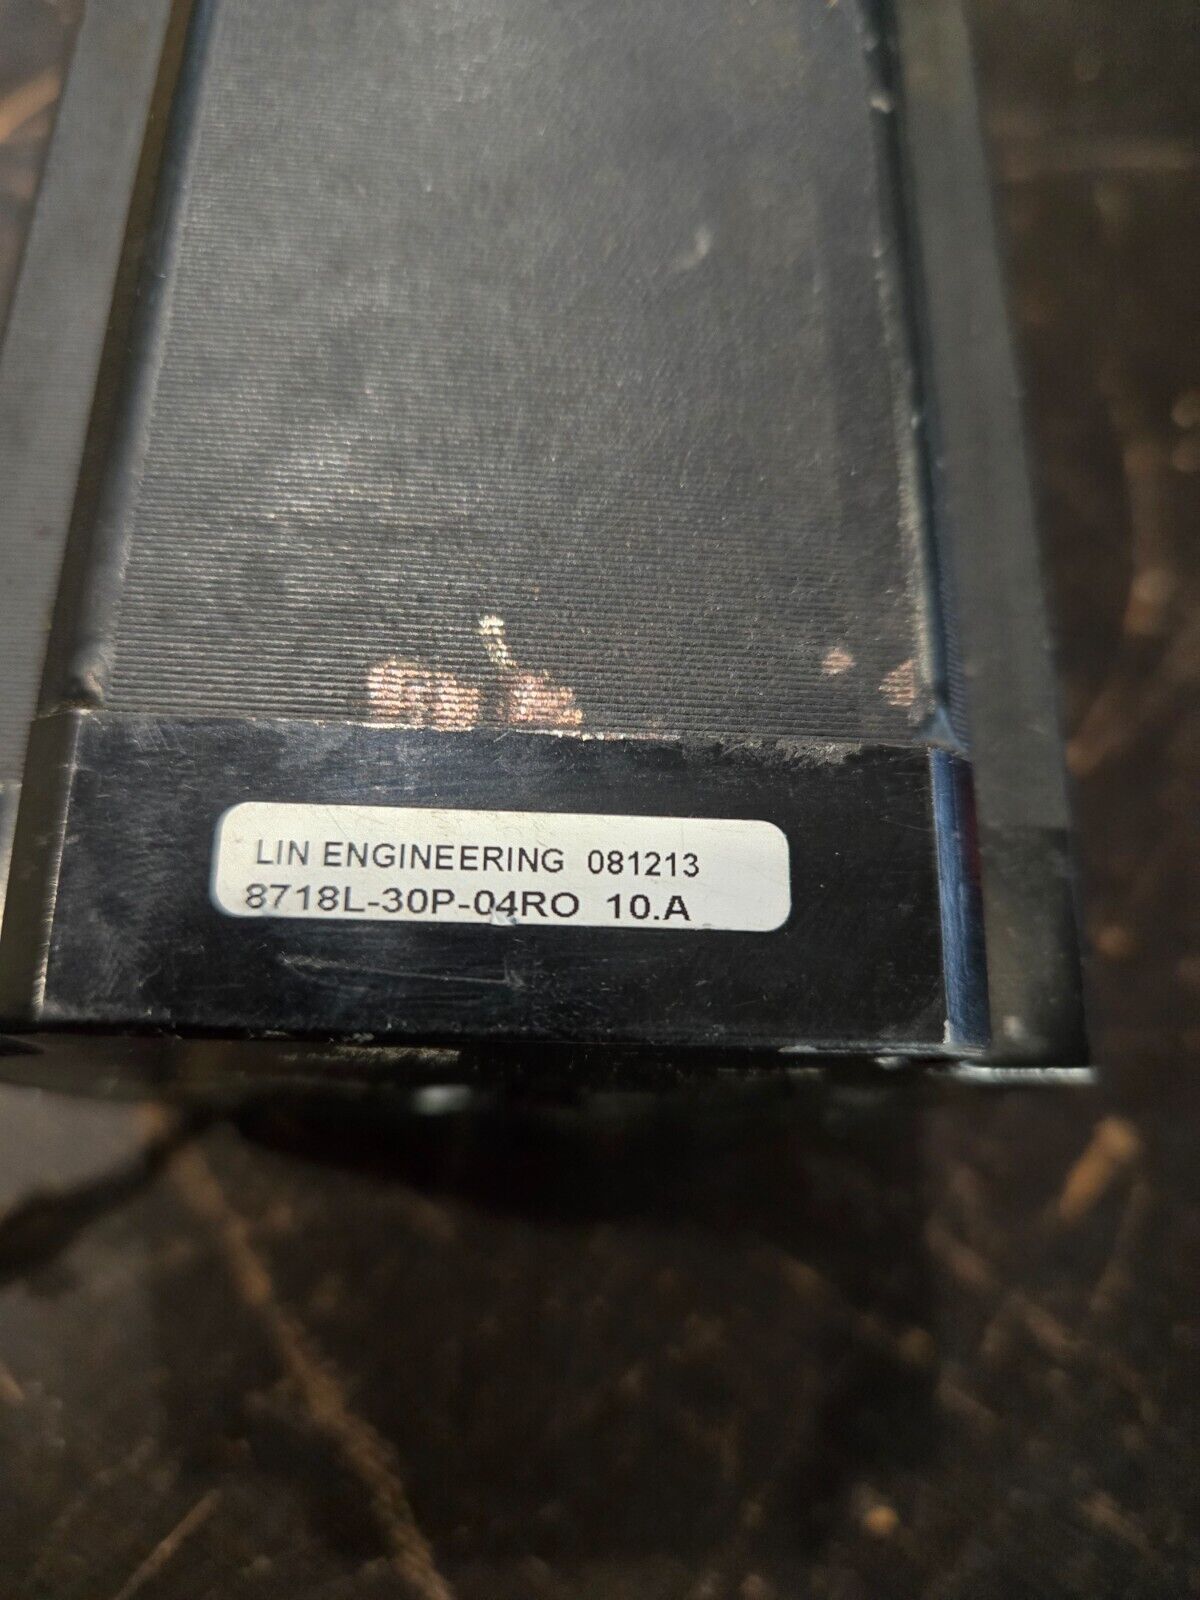 LIN ENGINEERING 081213
8718L-30P-04RO 10.A